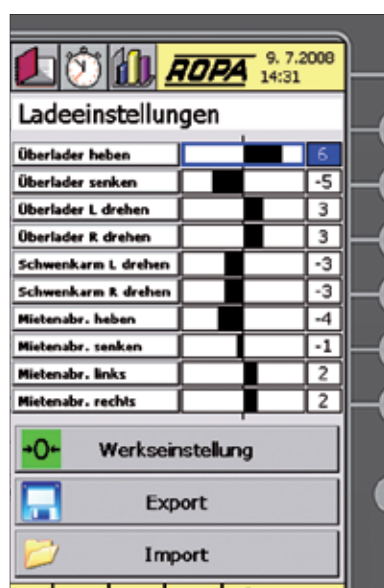 ROPA 9. 7.2008
14:31
Ladeeinstellungen
Überlader heben 6
Überlader senken -5
Überlader L drehen 3
Überlader R drehen 3
Schwenkarm L drehen -3
Schwenkarm R drehen -3
Mietenabr. heben -4
Mietenabr. senken -1
Mietenabr. links 2
Mietenabr. rechts 2
→0← Werkseinstellung
Export
Import